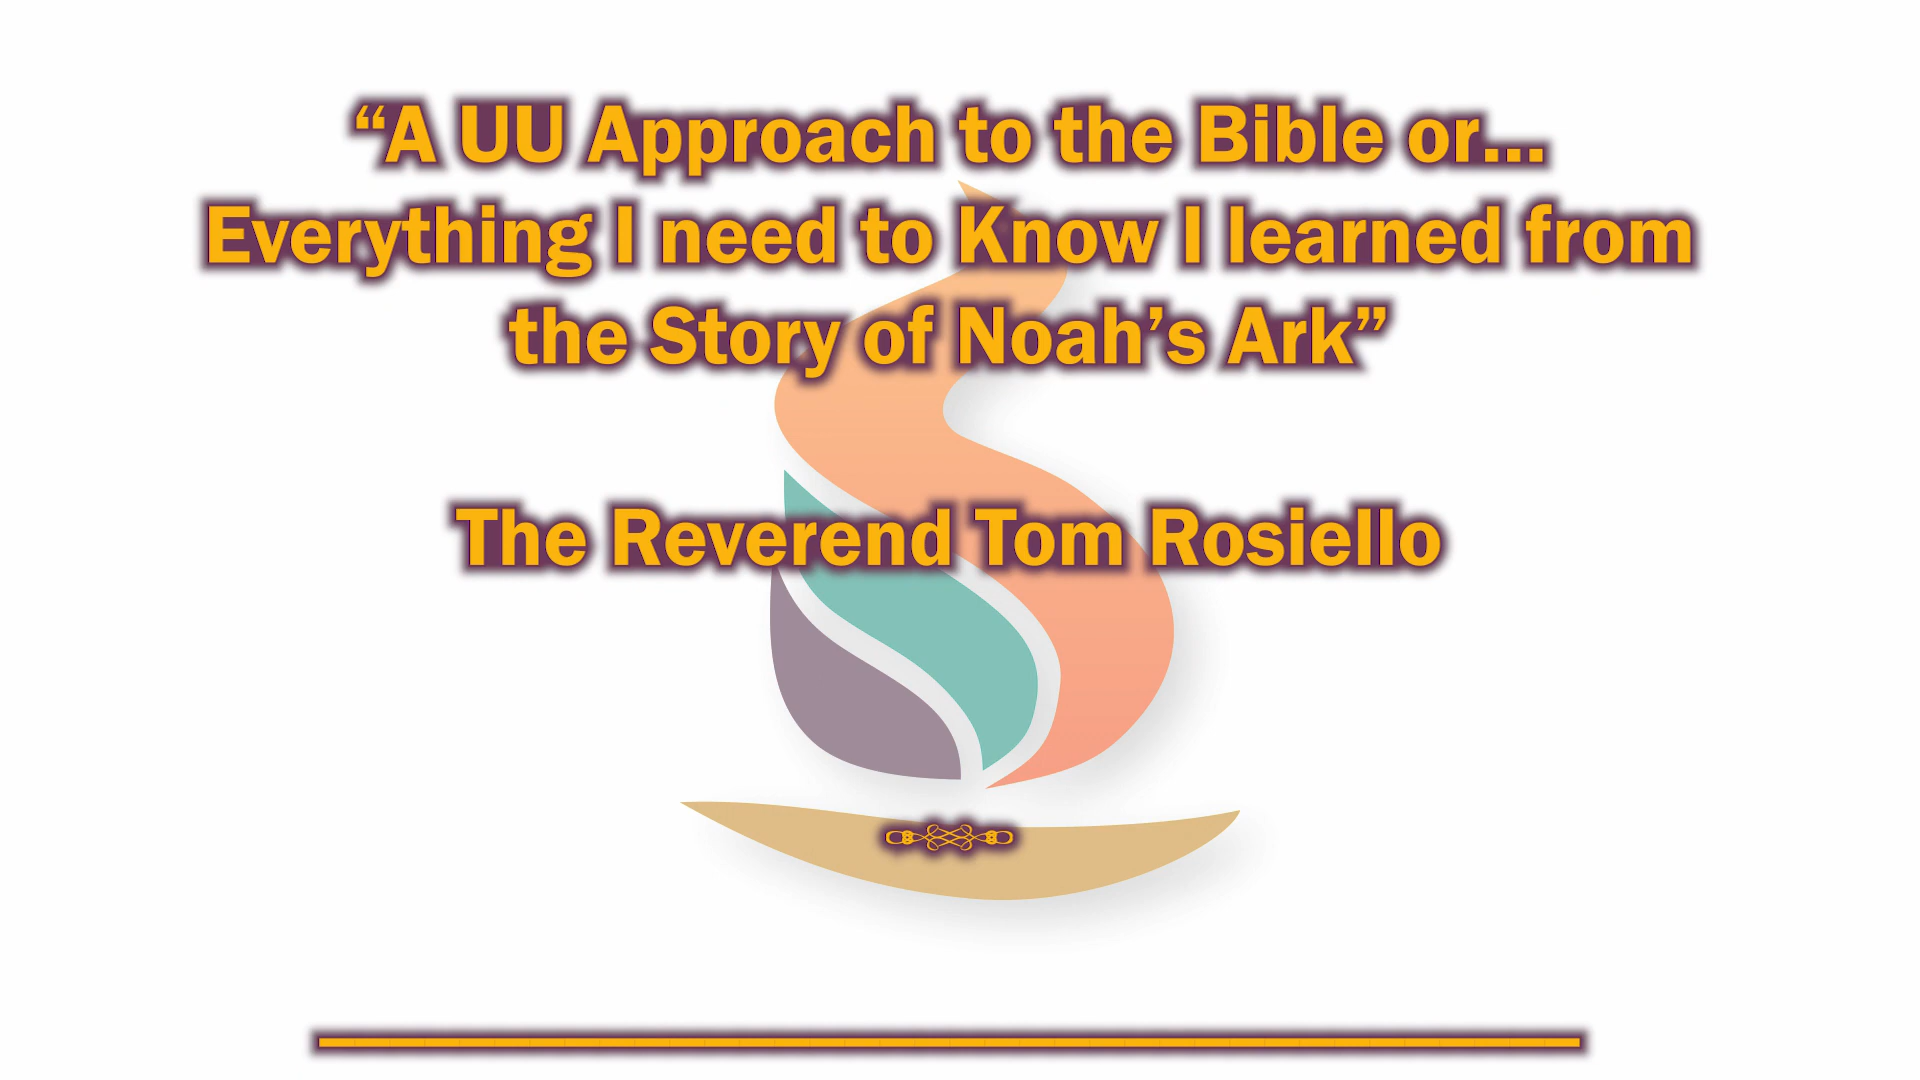 “A UU Approach to the Bible or...
Everything I need to Know I learned from
the Story of Noah’s Ark”
The Reverend Tom Rosiello